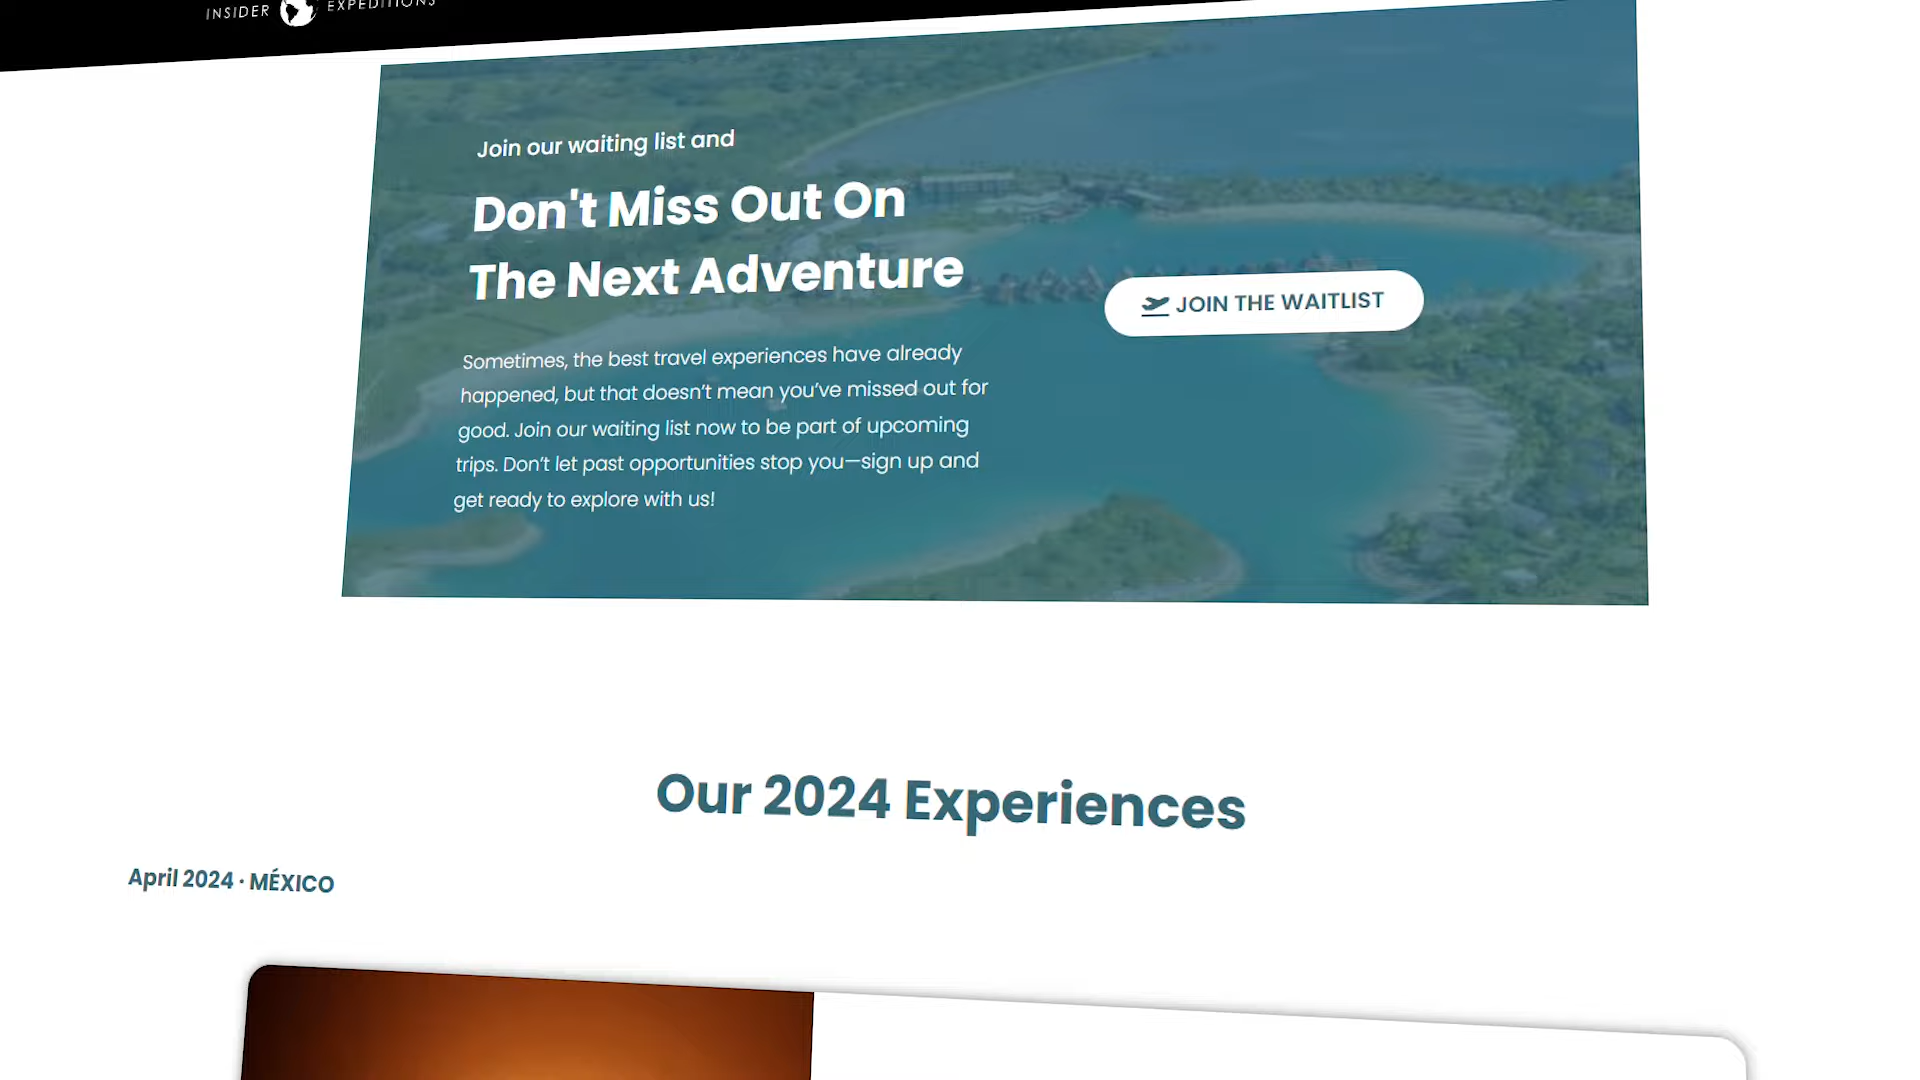 INSIDER EXPEDITIONS
Join our waiting list and
Don't Miss Out On
The Next Adventure
JOIN THE WAITLIST
Sometimes, the best travel experiences have already
happened, but that doesn’t mean you’ve missed out for
good. Join our waiting list now to be part of upcoming
trips. Don’t let past opportunities stop you—sign up and
get ready to explore with us!
Our 2024 Experiences
April 2024 · MÉXICO